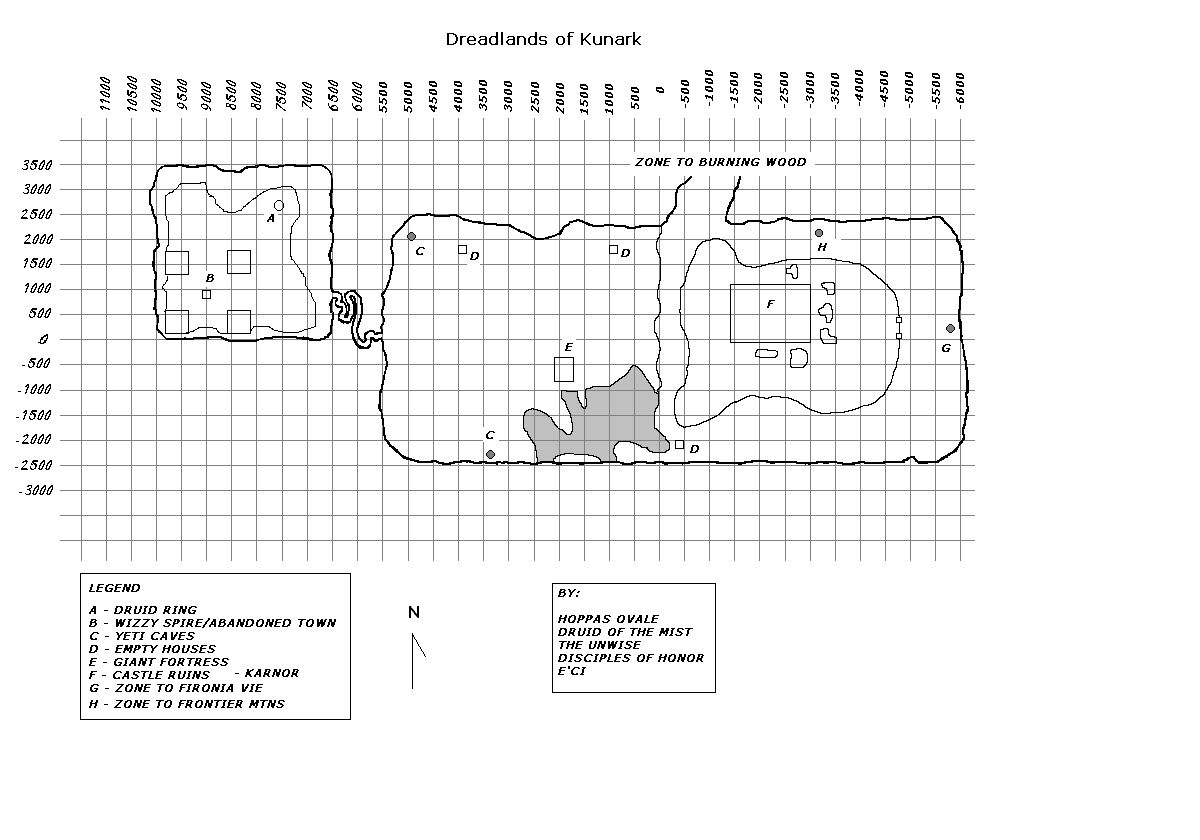 Dreadlands of Kunark
11000 10500 10000 9500 9000 8500 8000 7500 7000 6500 6000 5500 5000 4500 4000 3500 3000 2500 2000 1500 1000 500 0 -500 -1000 -1500 -2000 -2500 -3000 -3500 -4000 -4500 -5000 -5500 -6000
ZONE TO BURNING WOOD
3500
3000
2500
2000
1500
1000
500
0
-500
-1000
-1500
-2000
-2500
-3000
A
B
C
D
D
H
F
G
E
C
D
LEGEND
A - DRUID RING
B - WIZZY SPIRE/ABANDONED TOWN
C - YETI CAVES
D - EMPTY HOUSES
E - GIANT FORTRESS
F - CASTLE RUINS - KARNOR
G - ZONE TO FIRONIA VIE
H - ZONE TO FRONTIER MTNS
N
BY:
HOPPAS OVALE
DRUID OF THE MIST
THE UNWISE
DISCIPLES OF HONOR
E'CI